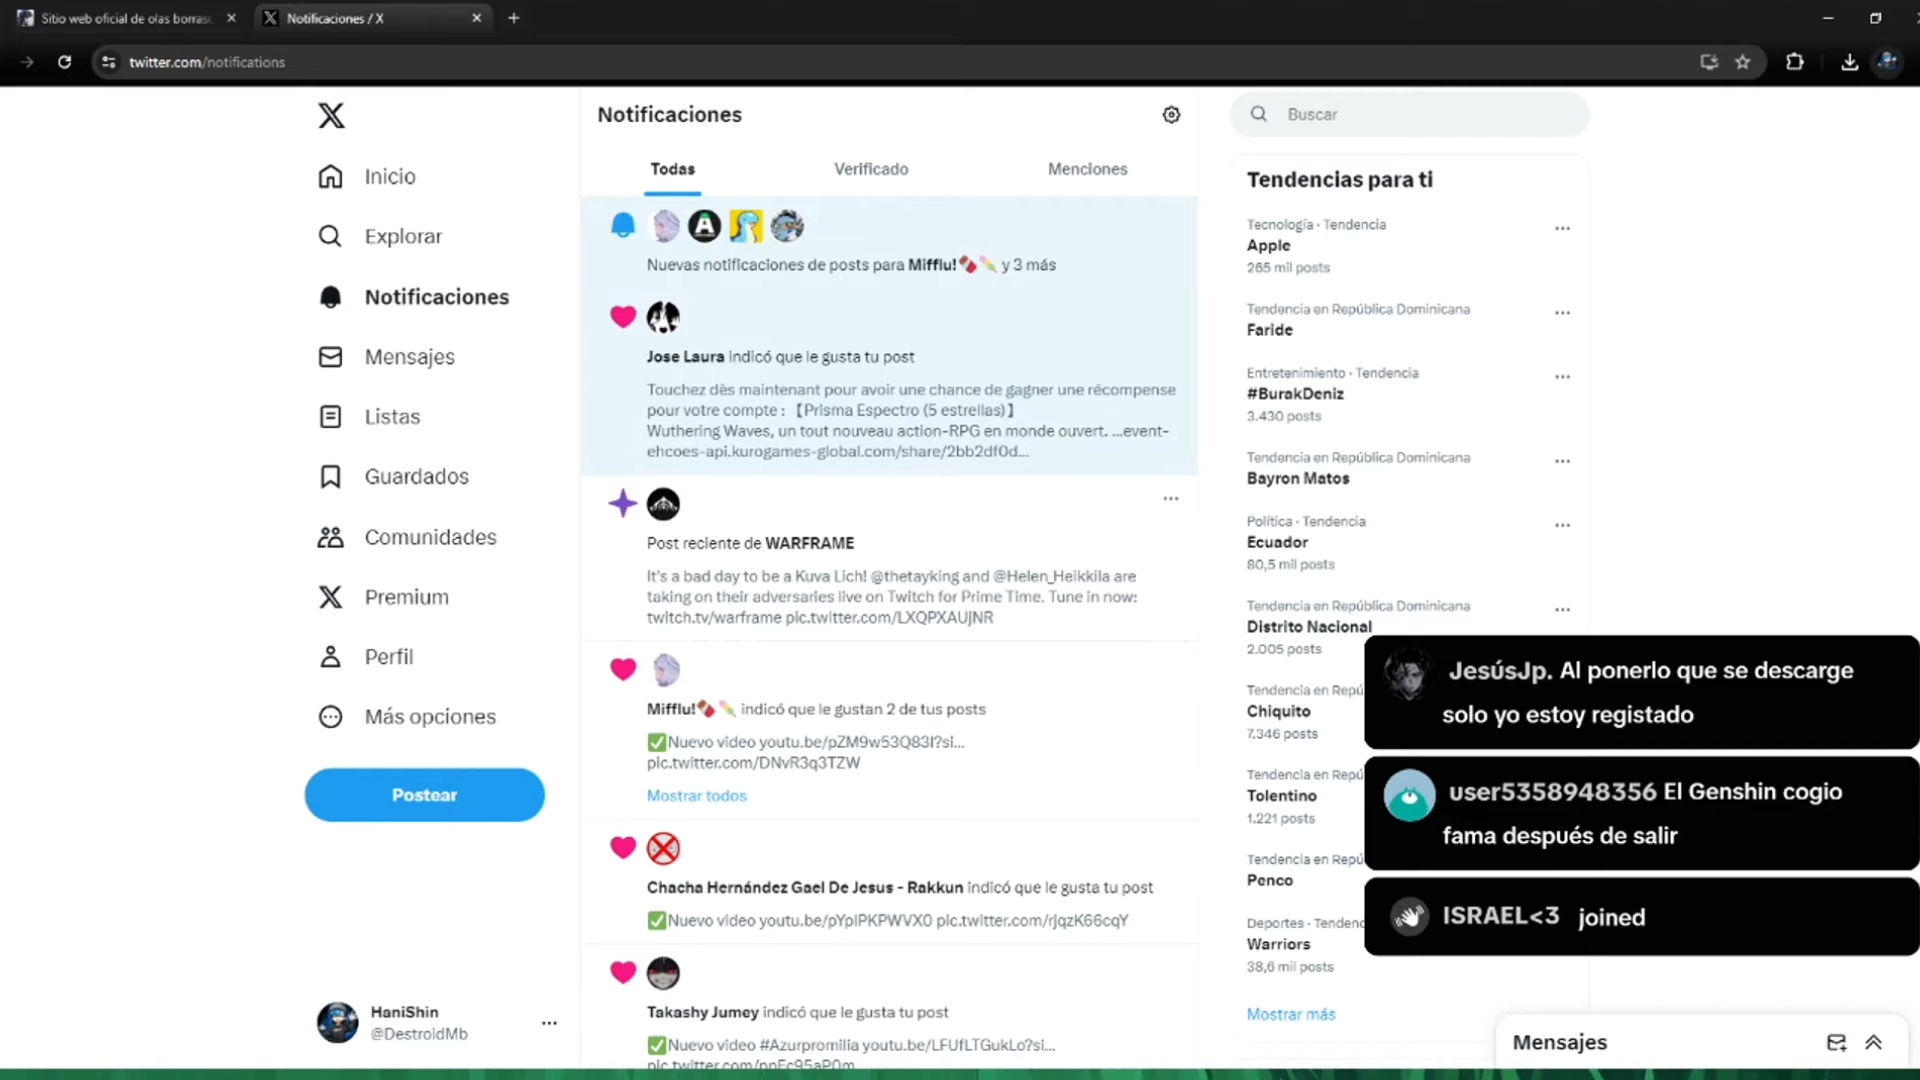 Sitio web oficial de olas borrasc
Notificaciones / X
twitter.com/notifications
Inicio
Explorar
Notificaciones
Mensajes
Listas
Guardados
Comunidades
Premium
Perfil
Más opciones
Postear
HaniShin
@DestroldMb
Notificaciones
Todas
Verificado
Menciones
Nuevas notificaciones de posts para Mifflu!🍫🍡 y 3 más
Jose Laura indicó que le gusta tu post
Touchez dès maintenant pour avoir une chance de gagner une récompense
pour votre compte : 【Prisma Espectro (5 estrellas)】
Wuthering Waves, un tout nouveau action-RPG en monde ouvert. ...event-
ehcoes-api.kurogames-global.com/share/2bb2df0d...
Post reciente de WARFRAME
It's a bad day to be a Kuva Lich! @thetayking and @Helen_Heikkila are
taking on their adversaries live on Twitch for Prime Time. Tune in now:
twitch.tv/warframe pic.twitter.com/LXQPXAUJNR
Mifflu!🍫🍡 indicó que le gustan 2 de tus posts
✅Nuevo video youtu.be/pZM9w53Q83I?si...
pic.twitter.com/DNvR3q3TZW
Mostrar todos
Chacha Hernández Gael De Jesus - Rakkun indicó que le gusta tu post
✅Nuevo video youtu.be/pYpIPKPWVX0 pic.twitter.com/rjqzK66cqY
Takashy Jumey indicó que le gusta tu post
✅Nuevo video #Azurpromilia youtu.be/LFUfLTGukLo?si...
Buscar
Tendencias para ti
Tecnología · Tendencia
Apple
265 mil posts
Tendencia en República Dominicana
Faride
Entretenimiento · Tendencia
#BurakDeniz
3.430 posts
Tendencia en República Dominicana
Bayron Matos
Política · Tendencia
Ecuador
80,5 mil posts
Tendencia en República Dominicana
Distrito Nacional
2.005 posts
Tendencia en Repú
Chiquito
7.346 posts
Tendencia en Repú
Tolentino
1.221 posts
Tendencia en Repú
Penco
Deportes · Tendenc
Warriors
38,6 mil posts
Mostrar más
JesúsJp. Al ponerlo que se descarge
solo yo estoy registado
user5358948356 El Genshin cogio
fama después de salir
ISRAEL<3 joined
Mensajes